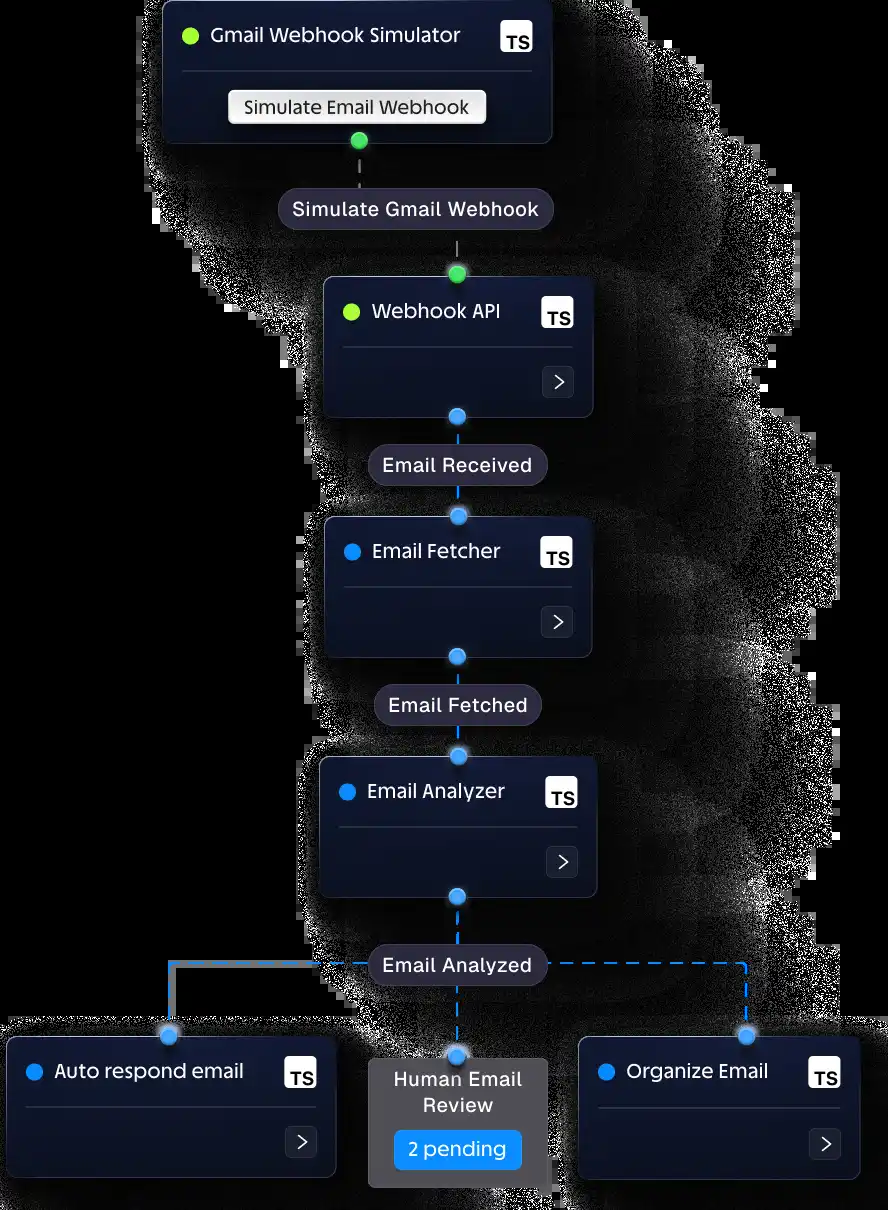 Gmail Webhook Simulator
TS
Simulate Email Webhook
Simulate Gmail Webhook
Webhook API
TS
Email Received
Email Fetcher
TS
Email Fetched
Email Analyzer
TS
Email Analyzed
Auto respond email
TS
Human Email
Review
2 pending
Organize Email
TS